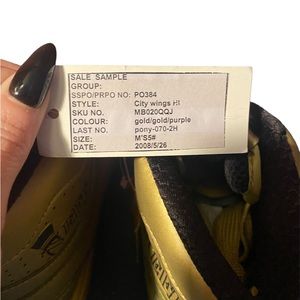 SALE SAMPLE
GROUP:
SSPO/PRPO NO: PO384
STYLE: City wings HI
SKU NO. MB020QQJ
COLOUR: gold/gold/purple
LAST NO. pony-070-2H
SIZE: M'S5#
DATE: 2008/5/26